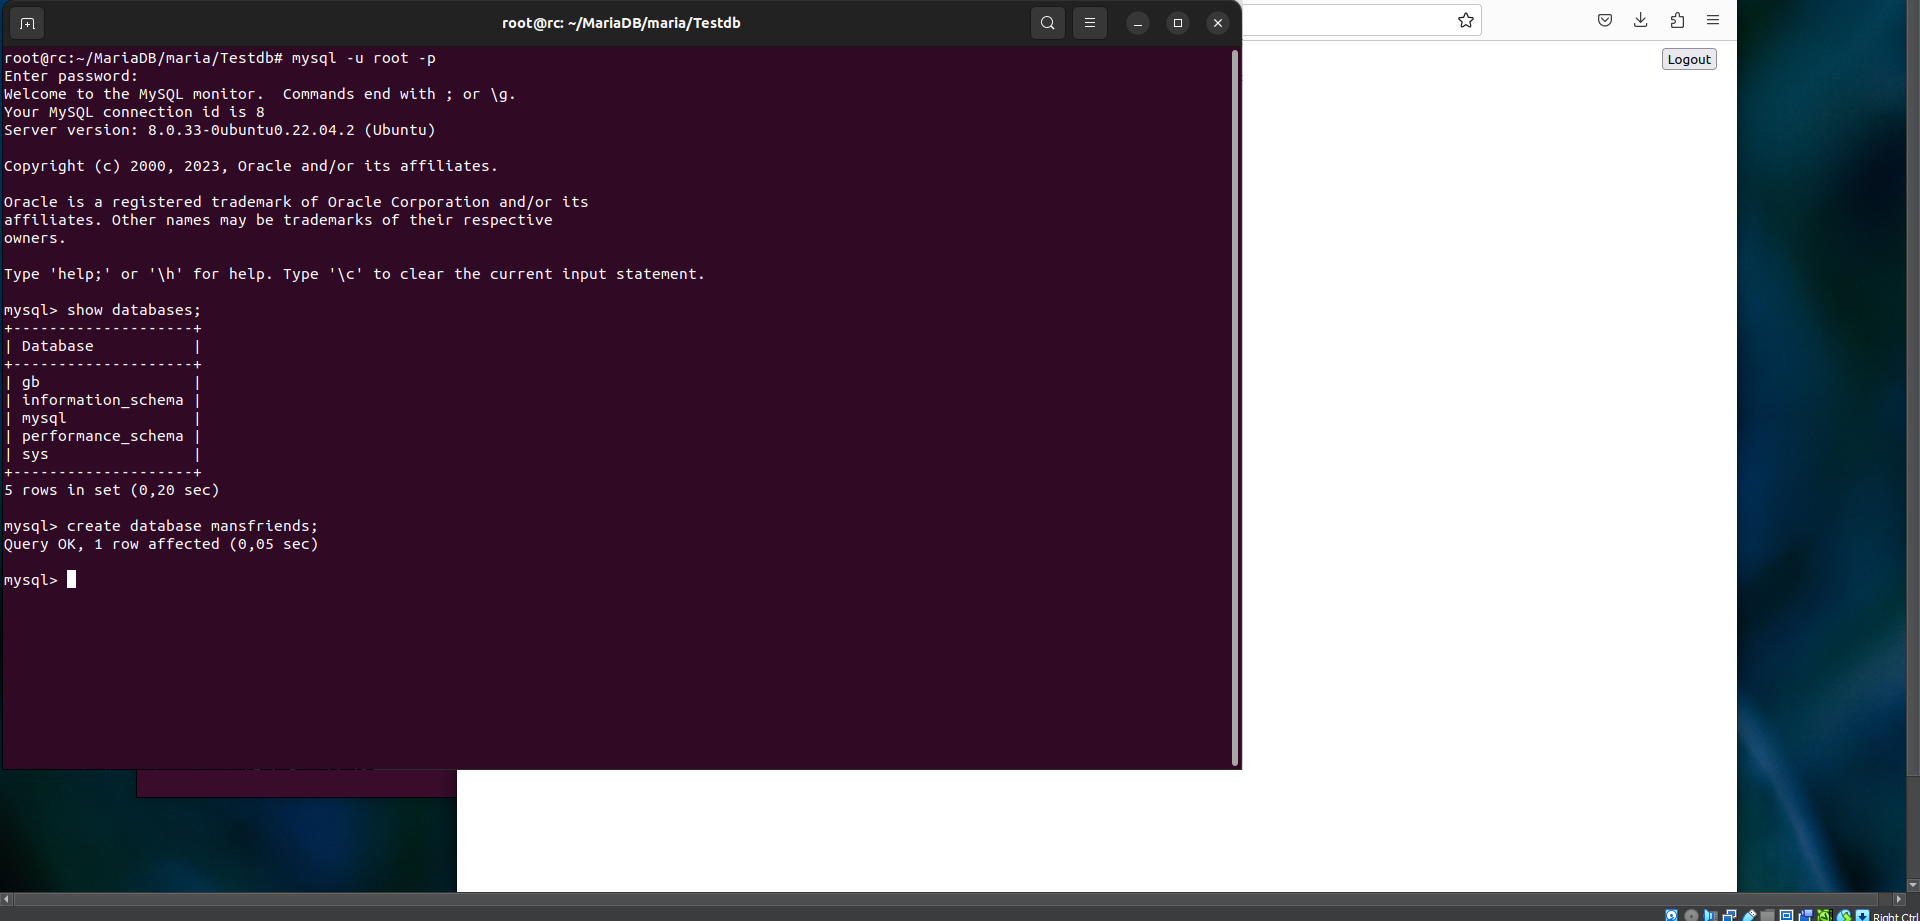 root@rc: ~/MariaDB/maria/Testdb
Logout
root@rc:~/MariaDB/maria/Testdb# mysql -u root -p
Enter password:
Welcome to the MySQL monitor.  Commands end with ; or \g.
Your MySQL connection id is 8
Server version: 8.0.33-0ubuntu0.22.04.2 (Ubuntu)
Copyright (c) 2000, 2023, Oracle and/or its affiliates.
Oracle is a registered trademark of Oracle Corporation and/or its
affiliates. Other names may be trademarks of their respective
owners.
Type 'help;' or '\h' for help. Type '\c' to clear the current input statement.
mysql> show databases;
+--------------------+
| Database           |
+--------------------+
| gb                 |
| information_schema |
| mysql              |
| performance_schema |
| sys                |
+--------------------+
5 rows in set (0,20 sec)
mysql> create database mansfriends;
Query OK, 1 row affected (0,05 sec)
mysql>
Right Ctrl